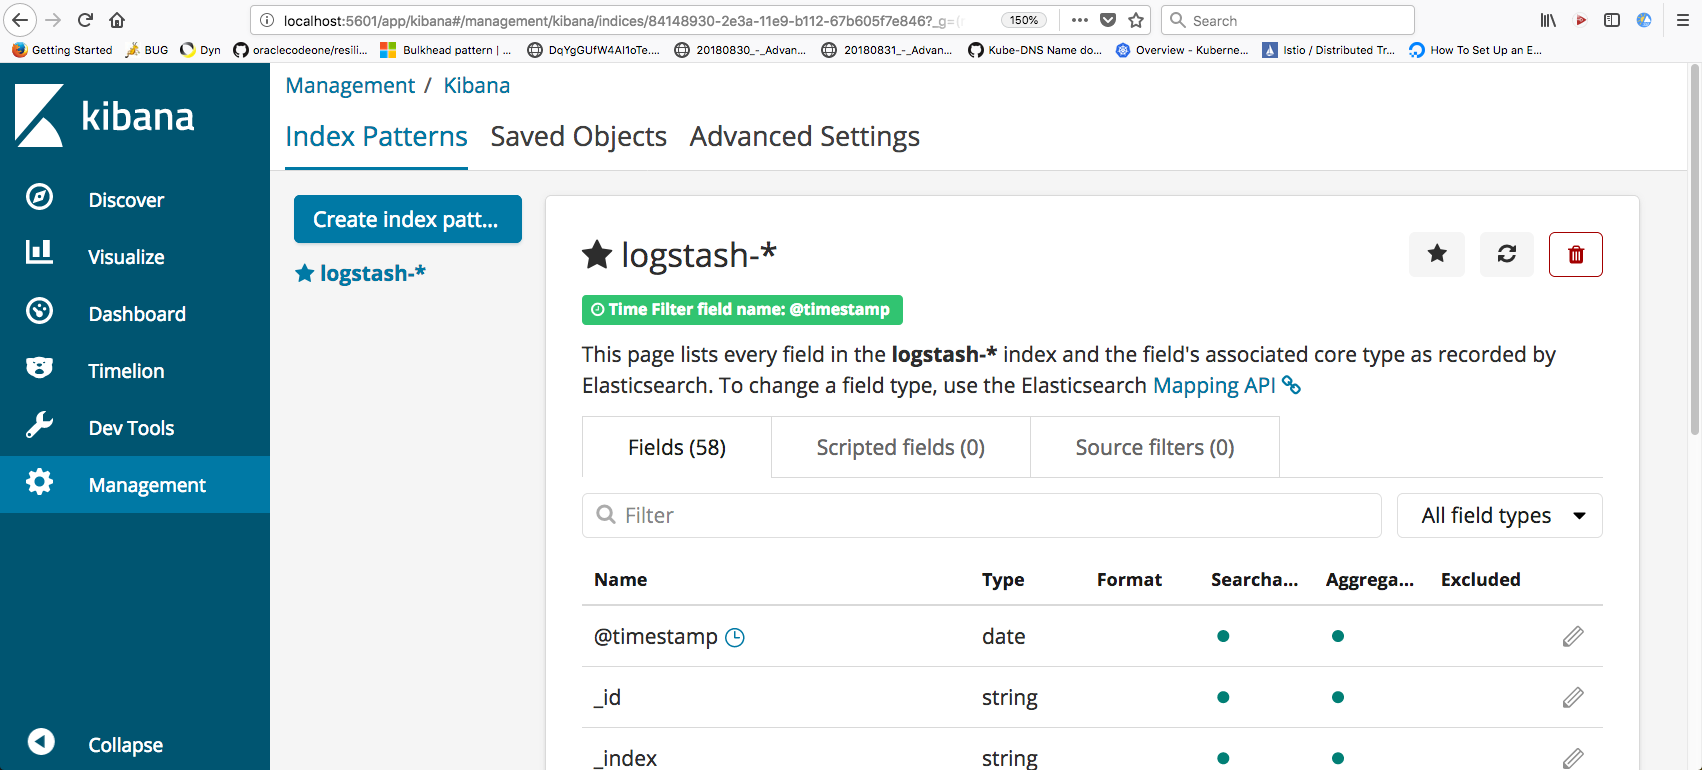 localhost:5601/app/kibana#/management/kibana/indices/84148930-2e3a-11e9-b112-67b605f7e846?_g=(
150%
Search
Getting Started
BUG
Dyn
oraclecodeone/resili...
Bulkhead pattern | ...
DqYgGUfW4AI1oTe....
20180830_-_Advan...
20180831_-_Advan...
Kube-DNS Name do...
Overview - Kuberne...
Istio / Distributed Tr...
How To Set Up an E...
kibana
Discover
Visualize
Dashboard
Timelion
Dev Tools
Management
Collapse
Management / Kibana
Index Patterns Saved Objects Advanced Settings
Create index patt...
logstash-*
logstash-*
Time Filter field name: @timestamp
This page lists every field in the logstash-* index and the field's associated core type as recorded by
Elasticsearch. To change a field type, use the Elasticsearch Mapping API
Fields (58) Scripted fields (0) Source filters (0)
Filter
All field types
Name Type Format Searcha... Aggrega... Excluded
@timestamp date
_id string
_index string